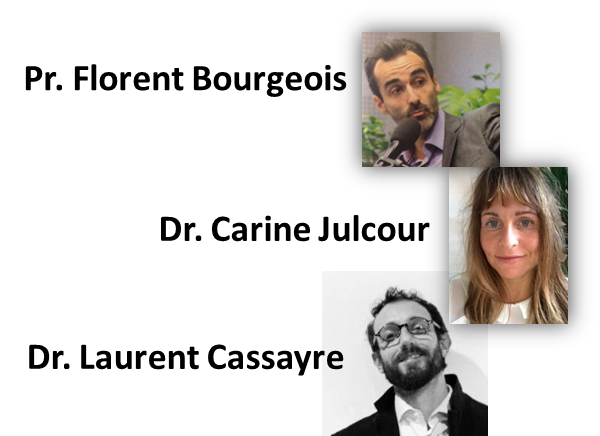 Pr. Florent Bourgeois
Dr. Carine Julcour
Dr. Laurent Cassayre